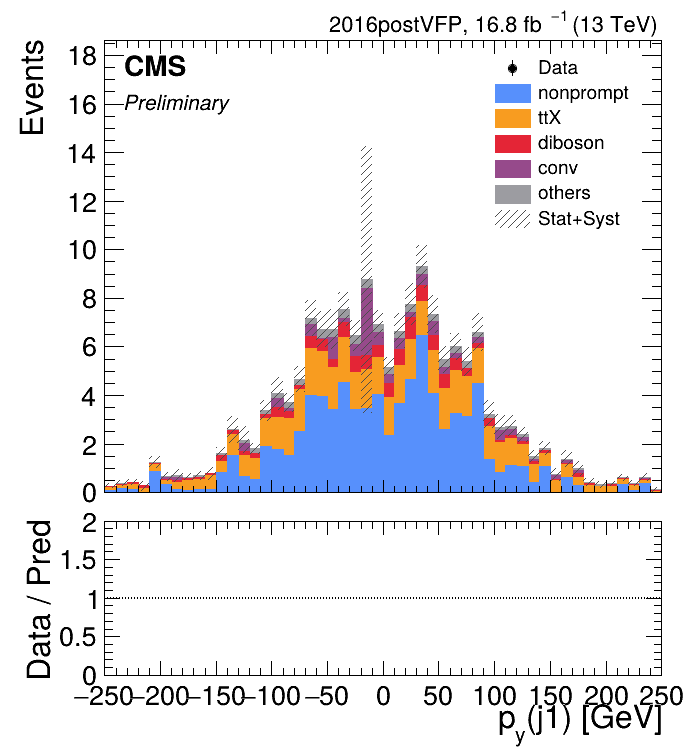 2016postVFP, 16.8 fb⁻¹ (13 TeV)
Events
18
16
14
12
10
8
6
4
2
0
CMS
Preliminary
Data
nonprompt
ttX
diboson
conv
others
Stat+Syst
Data / Pred
2
1.5
1
0.5
0
−250 −200 −150 −100 −50 0 50 100 150 200 250
p_y(j1) [GeV]